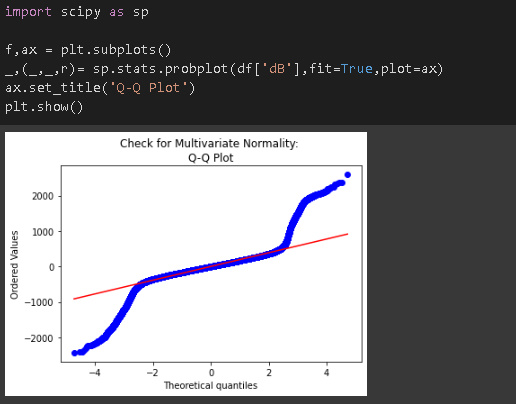 import scipy as sp
f,ax = plt.subplots()
_,(_,_,r)= sp.stats.probplot(df['dB'],fit=True,plot=ax)
ax.set_title('Q-Q Plot')
plt.show()
Check for Multivariate Normality:
Q-Q Plot
Ordered Values
2000
1000
0
−1000
−2000
−4 −2 0 2 4
Theoretical quantiles